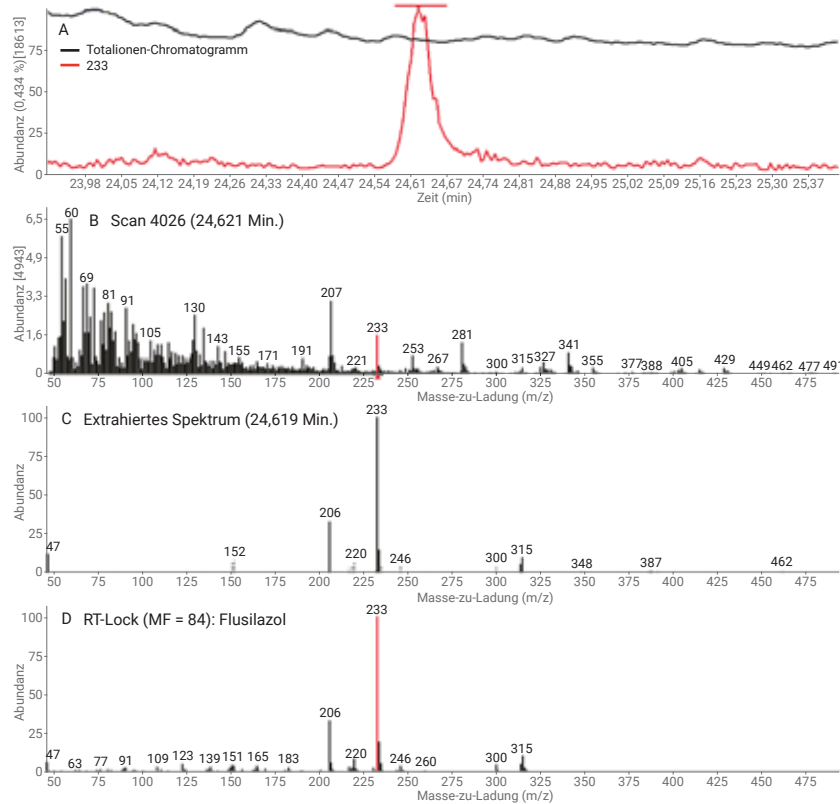 A
Totalionen-Chromatogramm
233
Abundanz (0,434 %)[18613]
75
50
25
0
23,98 24,05 24,12 24,19 24,26 24,33 24,40 24,47 24,54 24,61 24,67 24,74 24,81 24,88 24,95 25,02 25,09 25,16 25,23 25,30 25,37
Zeit (min)
B Scan 4026 (24,621 Min.)
Abundanz [4943]
6,5
4,9
3,3
1,6
0
55 60 69 81 91 105 130 143 155 171 191 207 221 233 253 267 281 300 315 327 341 355 377 388 405 429 449 462 477 491
50 75 100 125 150 175 200 225 250 275 300 325 350 375 400 425 450 475
Masse-zu-Ladung (m/z)
C Extrahiertes Spektrum (24,619 Min.)
Abundanz
100
75
50
25
0
47 152 206 220 233 246 300 315 348 387 462
50 75 100 125 150 175 200 225 250 275 300 325 350 375 400 425 450 475
Masse-zu-Ladung (m/z)
D RT-Lock (MF = 84): Flusilazol
Abundanz
100
75
50
25
0
47 63 77 91 109 123 139 151 165 183 206 220 233 246 260 300 315
50 75 100 125 150 175 200 225 250 275 300 325 350 375 400 425 450 475
Masse-zu-Ladung (m/z)